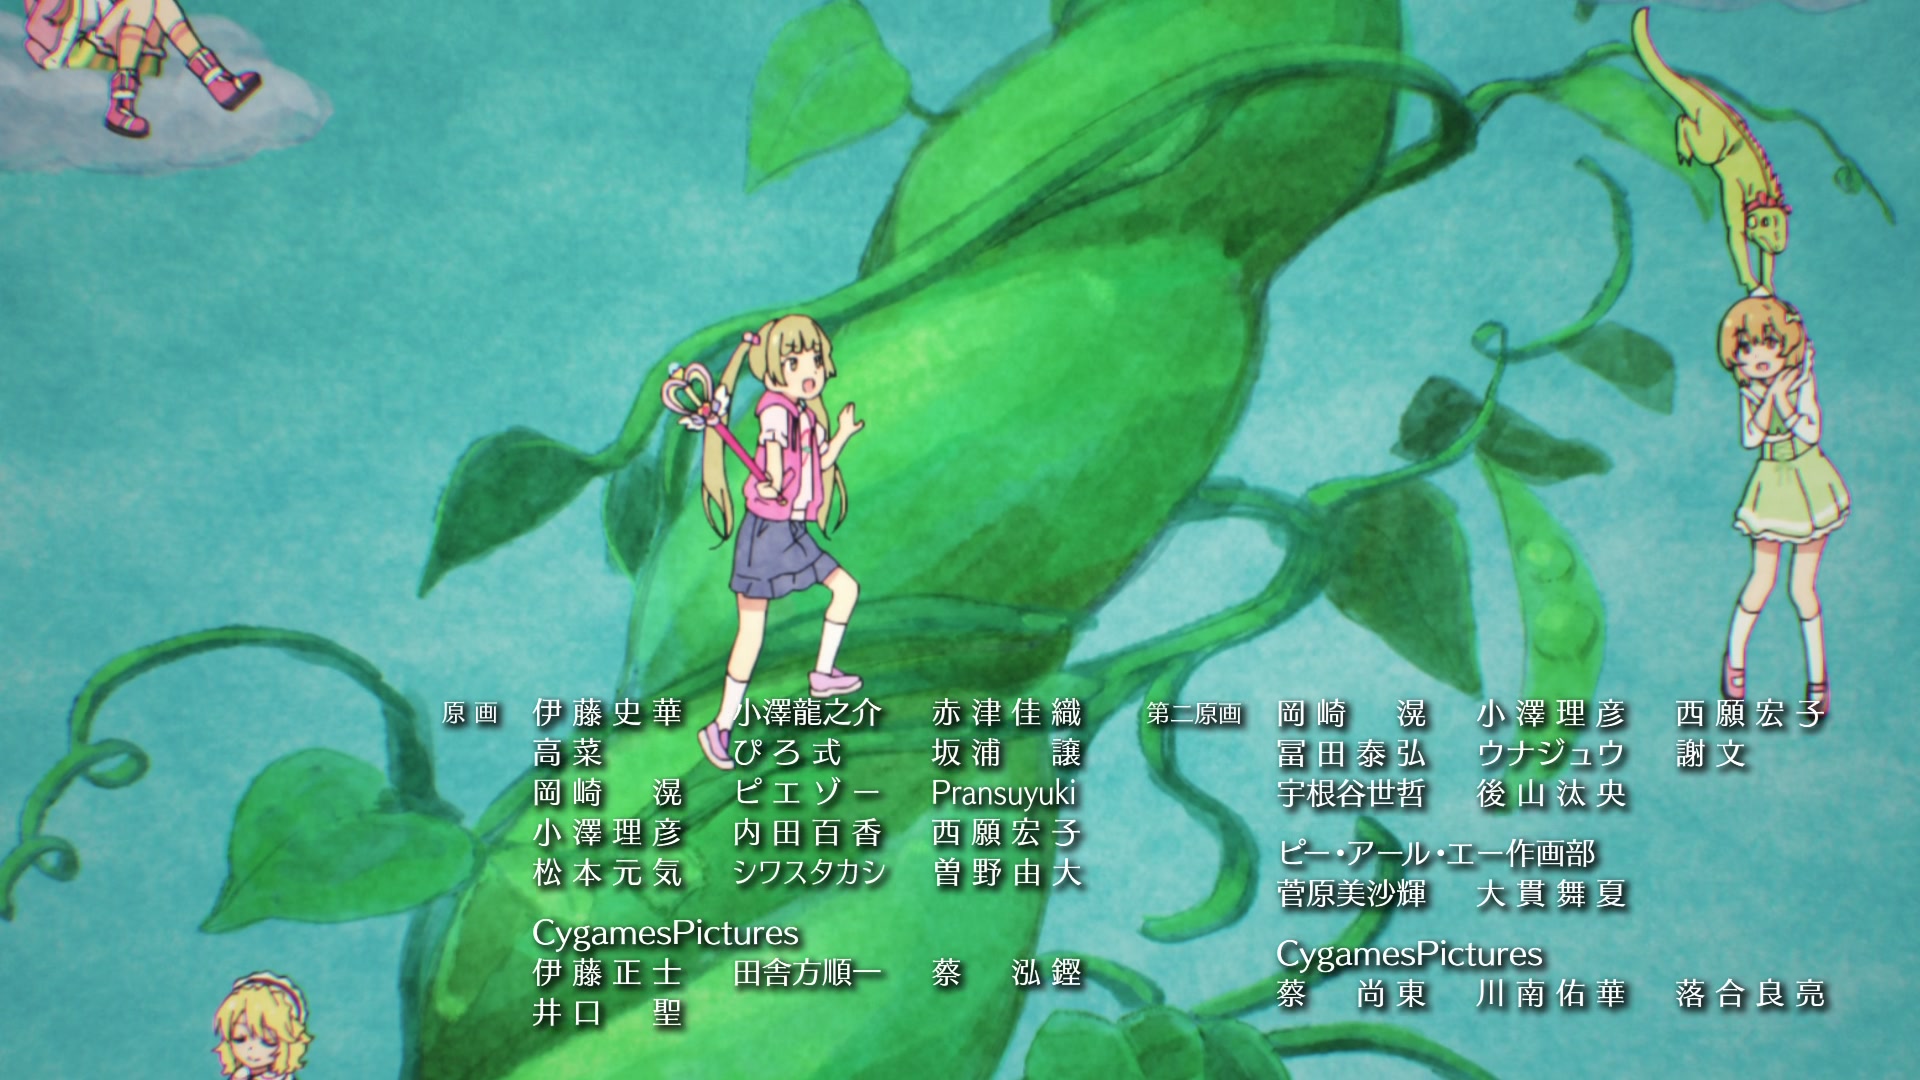 原画 伊藤史華 小澤龍之介 赤津佳織
高菜 ぴろ式 坂浦 譲
岡崎 滉 ピエゾー Pransuyuki
小澤理彦 内田百香 西願宏子
松本元気 シワスタカシ 曽野由大
CygamesPictures
伊藤正士 田舎方順一 蔡 泓鏗
井口 聖
第二原画 岡崎 滉 小澤理彦 西願宏子
冨田泰弘 ウナジュウ 謝文
宇根谷世哲 後山汰央
ピー・アール・エー作画部
菅原美沙輝 大貫舞夏
CygamesPictures
蔡 尚東 川南佑華 落合良亮